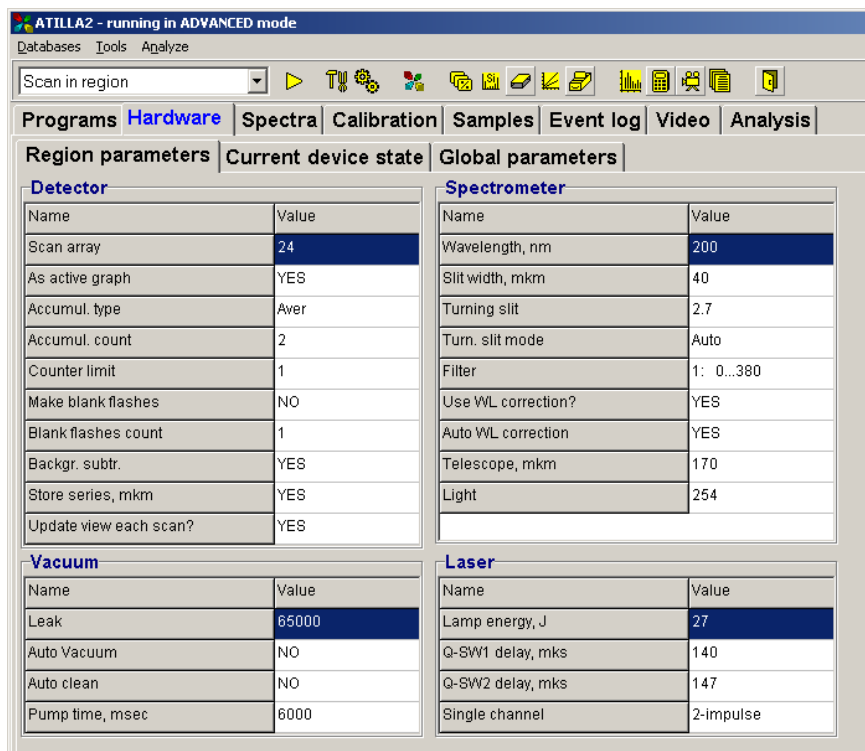 ATILLA2 - running in ADVANCED mode
Databases Tools Analyze
Scan in region
Programs Hardware Spectra Calibration Samples Event log Video Analysis
Region parameters Current device state Global parameters
Detector
Name Value
Scan array 24
As active graph YES
Accumul. type Aver
Accumul. count 2
Counter limit 1
Make blank flashes NO
Blank flashes count 1
Backgr. subtr. YES
Store series, mkm YES
Update view each scan? YES
Spectrometer
Name Value
Wavelength, nm 200
Slit width, mkm 40
Turning slit 2.7
Turn. slit mode Auto
Filter 1: 0...380
Use WL correction? YES
Auto WL correction YES
Telescope, mkm 170
Light 254
Vacuum
Name Value
Leak 65000
Auto Vacuum NO
Auto clean NO
Pump time, msec 6000
Laser
Name Value
Lamp energy, J 27
Q-SW1 delay, mks 140
Q-SW2 delay, mks 147
Single channel 2-impulse